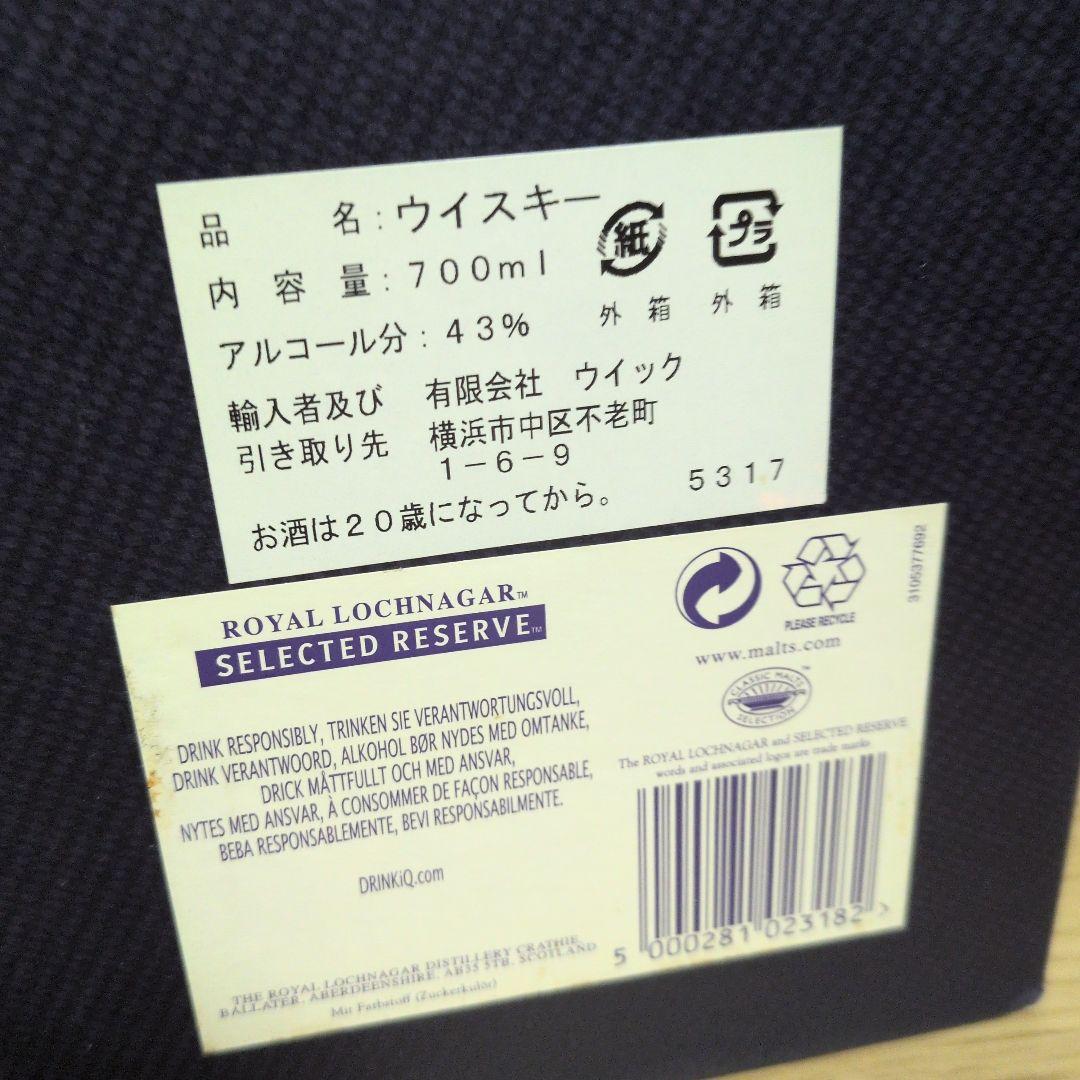 品 名：ウイスキー
内 容 量：７００ml
アルコール分：４３%
紙
プラ
外 箱
外 箱
輸入者及び 有限会社 ウイック
引き取り先 横浜市中区不老町
１－６－９
お酒は２０歳になってから。
５３１７
ROYAL LOCHNAGAR™
SELECTED RESERVE™
DRINK RESPONSIBLY, TRINKEN SIE VERANTWORTUNGSVOLL,
DRINK VERANTWOORD, ALKOHOL BØR NYDES MED OMTANKE,
DRICK MÅTTFULLT OCH MED ANSVAR,
NYTES MED ANSVAR, À CONSOMMER DE FAÇON RESPONSABLE,
BEBA RESPONSABLEMENTE, BEVI RESPONSABILMENTE.
DRINKiQ.com
THE ROYAL LOCHNAGAR DISTILLERY CRATHIE
BALLATER, ABERDEENSHIRE, AB35 5TB, SCOTLAND
Mit Farbstoff (Zuckerkulör)
PLEASE RECYCLE
3105377692
www.malts.com
CLASSIC MALTS™
SELECTION
The ROYAL LOCHNAGAR and SELECTED RESERVE
words and associated logos are trade marks
5 000281 023182 >